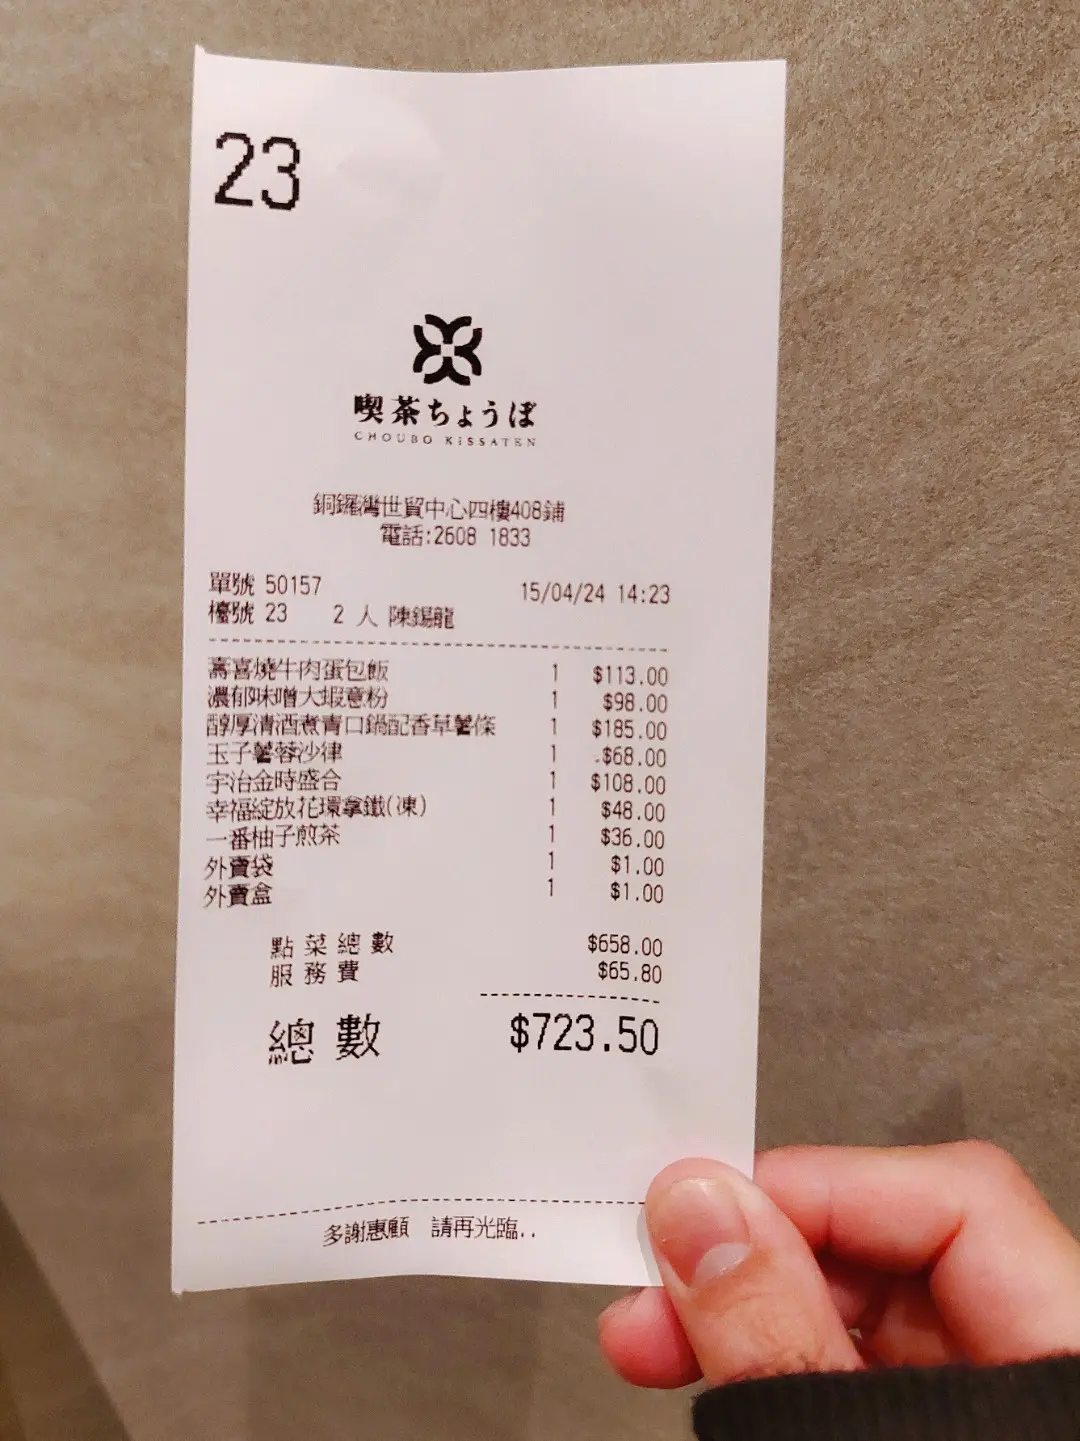 23
喫茶ちょうぼ
CHOUBO KISSATEN
銅鑼灣世貿中心四樓408鋪
電話:2608 1833
單號 50157 15/04/24 14:23
檯號 23 2 人 陳錫龍
壽喜燒牛肉蛋包飯 1 $113.00
濃郁味噌大蝦意粉 1 $98.00
醇厚清酒煮青口鍋配香草薯條 1 $185.00
玉子薯蓉沙律 1 $68.00
宇治金時盛合 1 $108.00
幸福綻放花環拿鐵(凍) 1 $48.00
一番柚子煎茶 1 $36.00
外賣袋 1 $1.00
外賣盒 1 $1.00
點菜總數 $658.00
服務費 $65.80
總數 $723.50
多謝惠顧 請再光臨..